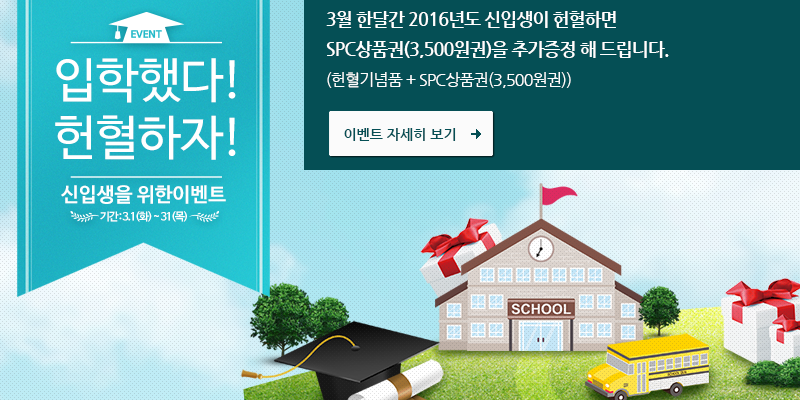 EVENT
입학했다!
헌혈하자!
신입생을 위한이벤트
기간:3.1(화) ~ 31(목)
3월 한달간 2016년도 신입생이 헌혈하면
SPC상품권(3,500원권)을 추가증정 해 드립니다.
(헌혈기념품 + SPC상품권(3,500원권))
이벤트 자세히 보기
SCHOOL